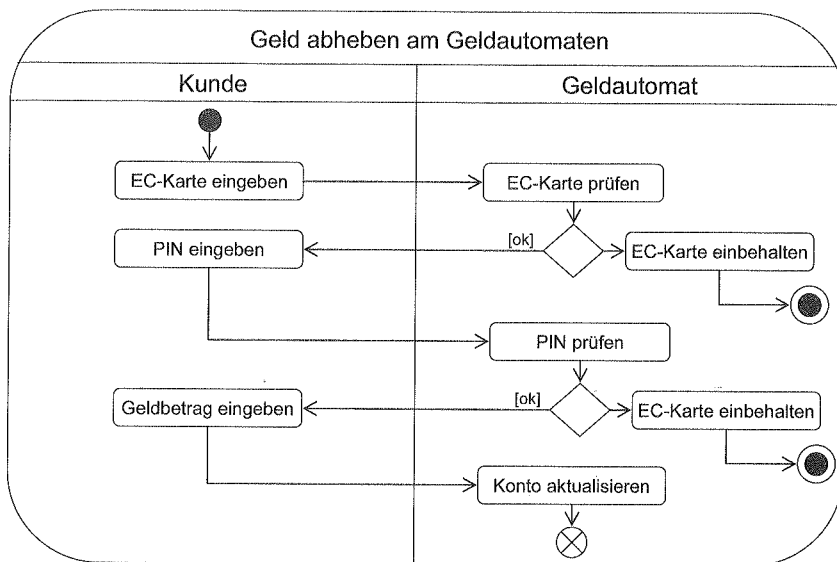 Geld abheben am Geldautomaten
Kunde
Geldautomat
EC-Karte eingeben
EC-Karte prüfen
PIN eingeben
[ok]
EC-Karte einbehalten
PIN prüfen
Geldbetrag eingeben
[ok]
EC-Karte einbehalten
Konto aktualisieren